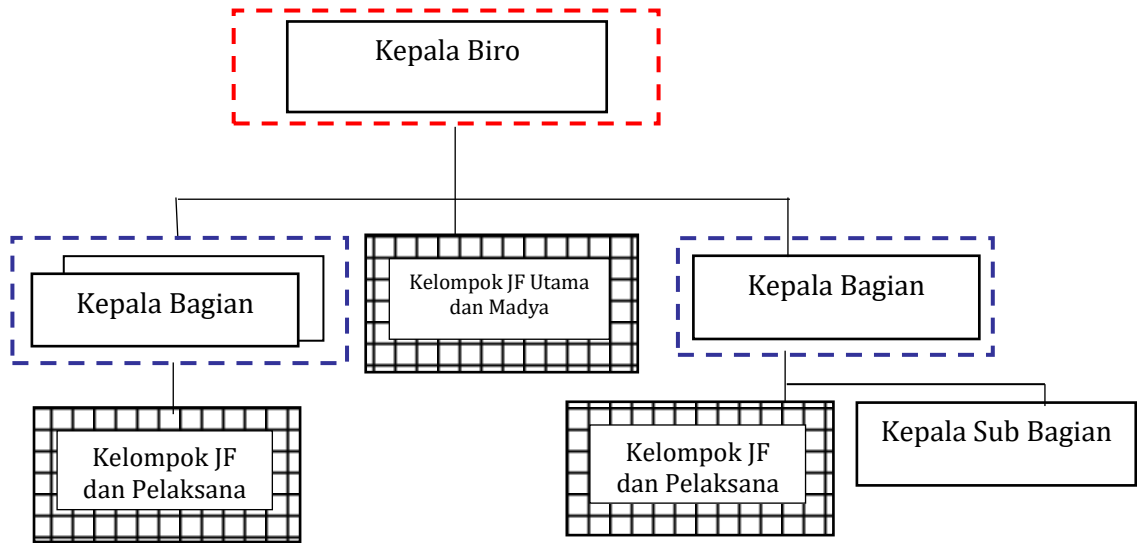 Kepala Biro
Kepala Bagian
Kelompok JF Utama
dan Madya
Kepala Bagian
Kelompok JF
dan Pelaksana
Kelompok JF
dan Pelaksana
Kepala Sub Bagian